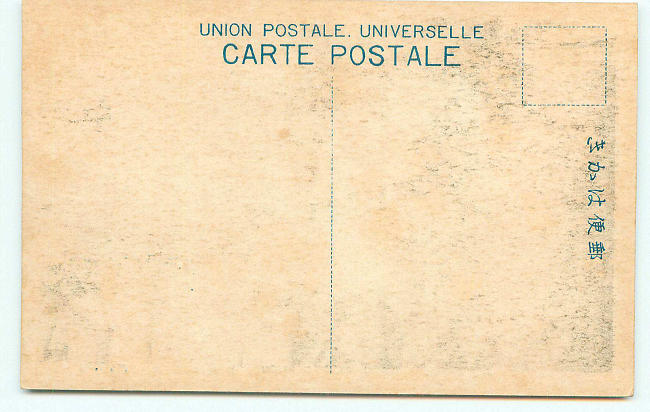 UNION POSTALE. UNIVERSELLE
CARTE POSTALE
郵便はかき